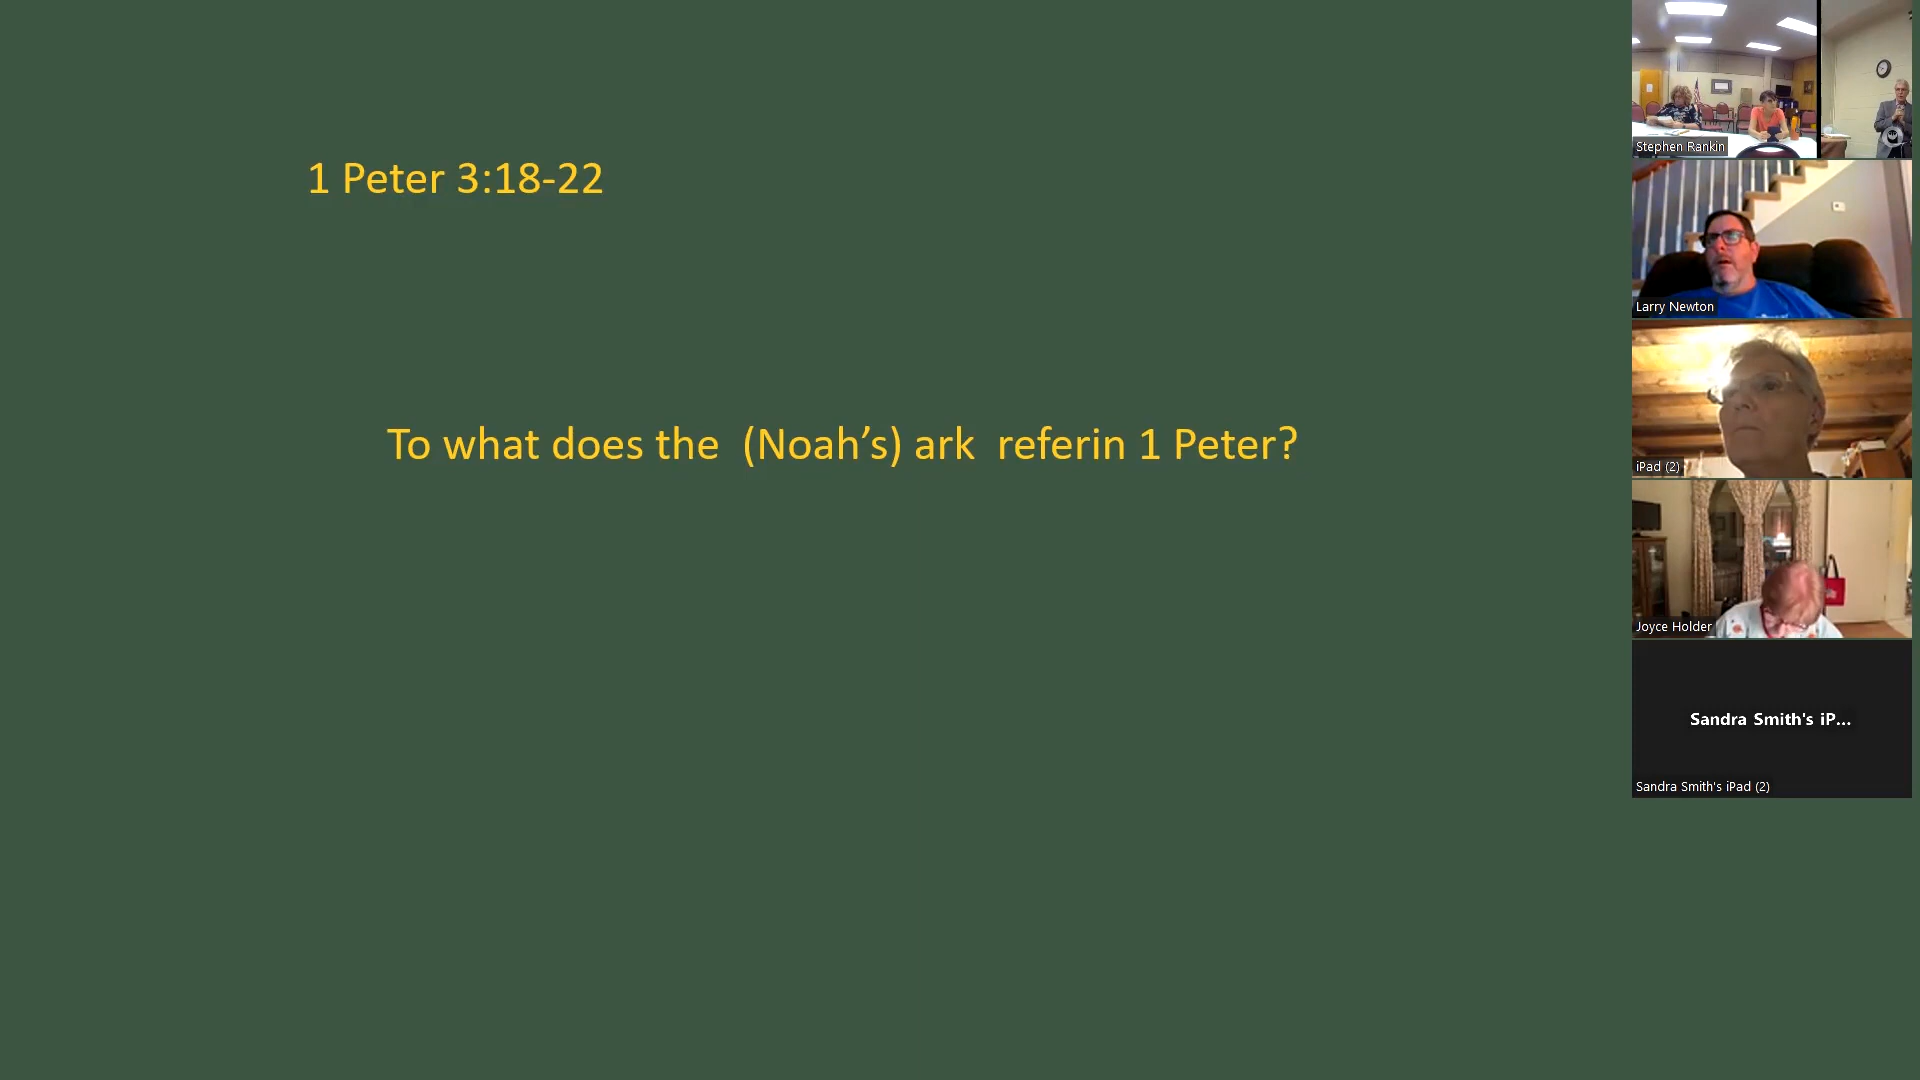 1 Peter 3:18-22
To what does the (Noah’s) ark referin 1 Peter?
Stephen Rankin
Larry Newton
iPad (2)
Joyce Holder
Sandra Smith's iP...
Sandra Smith's iPad (2)